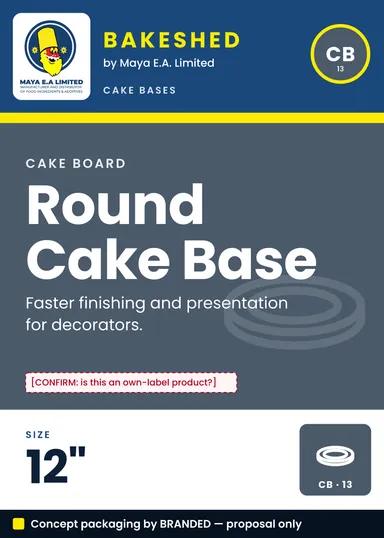 BAKESHED
by Maya E.A. Limited
CAKE BASES
MAYA E.A LIMITED
MANUFACTURER AND DISTRIBUTOR
OF FOOD INGREDIENTS & ADDITIVES
CB
13
CAKE BOARD
Round
Cake Base
Faster finishing and presentation
for decorators.
[CONFIRM: is this an own-label product?]
SIZE
12"
CB · 13
Concept packaging by BRANDED — proposal only